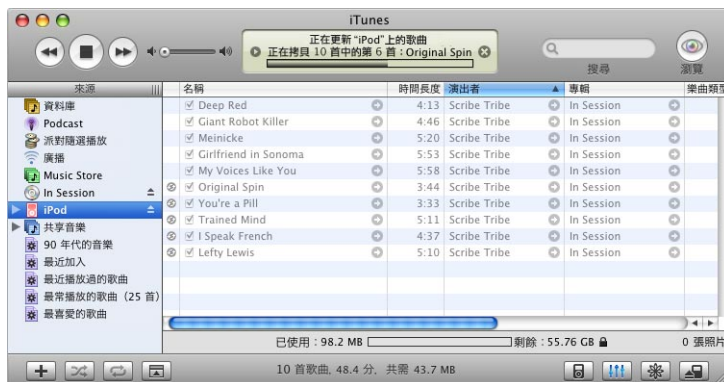 iTunes
正在更新 “iPod”上的歌曲
正在拷貝 10 首中的第 6 首：Original Spin
搜尋
瀏覽
來源
名稱 時間長度 演出者 專輯 樂曲類型
資料庫
Podcast
派對隨選播放
廣播
Music Store
In Session
iPod
共享音樂
90 年代的音樂
最近加入
最近播放過的歌曲
最常播放的歌曲（25 首）
最喜愛的歌曲
Deep Red 4:13 Scribe Tribe In Session
Giant Robot Killer 4:46 Scribe Tribe In Session
Meinicke 5:20 Scribe Tribe In Session
Girlfriend in Sonoma 5:53 Scribe Tribe In Session
My Voices Like You 5:58 Scribe Tribe In Session
Original Spin 3:44 Scribe Tribe In Session
You're a Pill 3:33 Scribe Tribe In Session
Trained Mind 5:11 Scribe Tribe In Session
I Speak French 4:37 Scribe Tribe In Session
Lefty Lewis 5:10 Scribe Tribe In Session
已使用：98.2 MB 剩餘：55.76 GB 0 張照片
10 首歌曲, 48.4 分，共需 43.7 MB